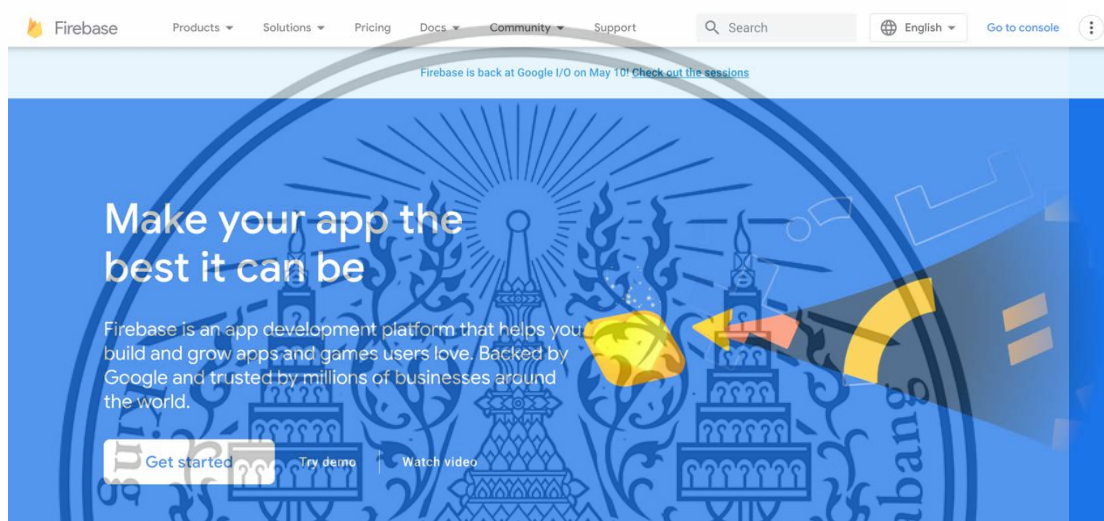 Firebase
Products
Solutions
Pricing
Docs
Community
Support
Search
English
Go to console
Firebase is back at Google I/O on May 10! Check out the sessions
Make your app the
best it can be
Firebase is an app development platform that helps you
build and grow apps and games users love. Backed by
Google and trusted by millions of businesses around
the world.
Get started
Try demo
Watch video